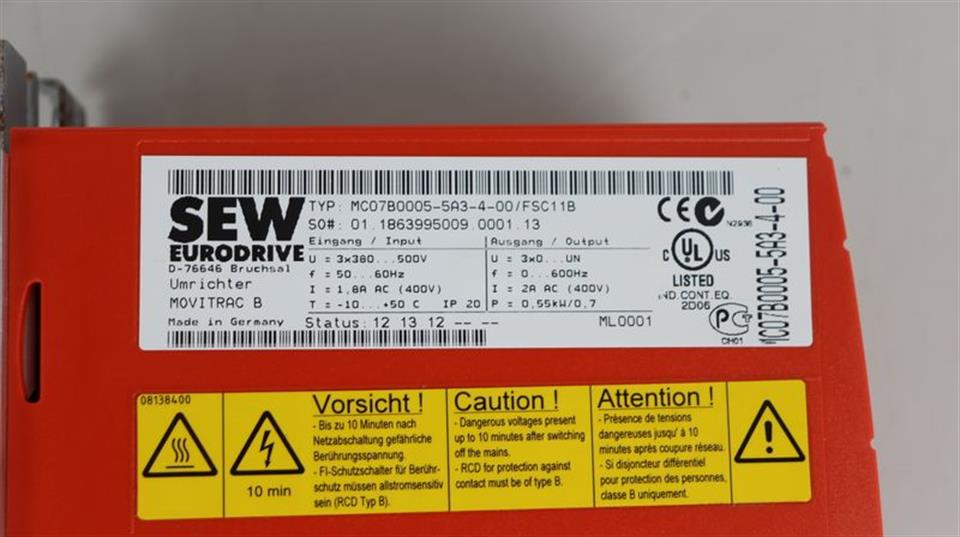 SEW
EURODRIVE
D-76646 Bruchsal
Umrichter
MOVITRAC B
Made in Germany
TYP: MC07B0005-5A3-4-00/FSC11B
SO#: 01.1863995009.0001.13
Eingang / Input
U = 3x380...500V
f = 50...60Hz
I = 1,8A AC (400V)
T = -10...+50 C IP 20
Ausgang / Output
U = 3x0...UN
f = 0...600Hz
I = 2A AC (400V)
P = 0,55kW/0,7
Status: 12 13 12 -- -- ML0001
CE
N2936
C UL US
LISTED
IND.CONT.EQ.
2D06
CM01
MC07B0005-5A3-4-00
08138400
10 min
Vorsicht !
- Bis zu 10 Minuten nach
Netzabschaltung gefährliche
Berührungsspannung.
- FI-Schutzschalter für Berühr-
schutz müssen allstromsensitiv
sein (RCD Typ B).
Caution !
- Dangerous voltages present
up to 10 minutes after switching
off the mains.
- RCD for protection against
contact must be of type B.
Attention !
- Présence de tensions
dangereuses jusqu' à 10
minutes après coupure réseau.
- Si disjoncteur différentiel
pour protection des personnes,
classe B uniquement.